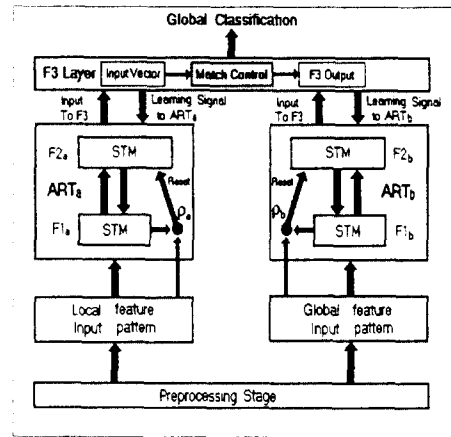 Global Classification
F3 Layer Input Vector Match Control F3 Output
Input To F3
Learning Signal to ARTa
Input To F3
Learning Signal to ARTb
F2a STM
STM F2b
ARTa Reset ρa
Reset ρb ARTb
F1a STM
STM F1b
Local feature Input pattern
Global feature Input pattern
Preprocessing Stage